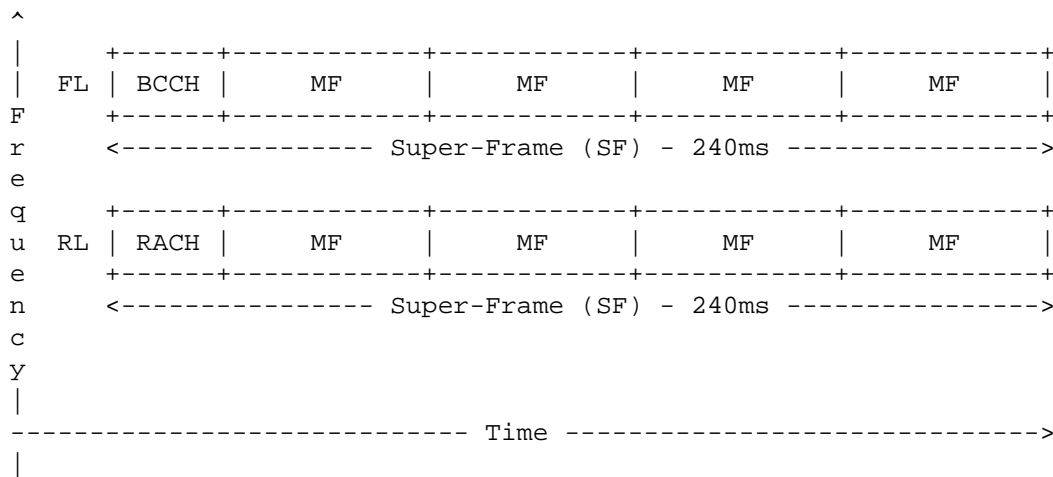 ^
|      +------+------------+------------+------------+------------+
|   FL | BCCH |     MF     |     MF     |     MF     |     MF     |
F      +------+------------+------------+------------+------------+
r      <---------------- Super-Frame (SF) - 240ms ---------------->
e
q      +------+------------+------------+------------+------------+
u   RL | RACH |     MF     |     MF     |     MF     |     MF     |
e      +------+------------+------------+------------+------------+
n      <---------------- Super-Frame (SF) - 240ms ---------------->
c
y
|
----------------------------- Time ------------------------------>
|